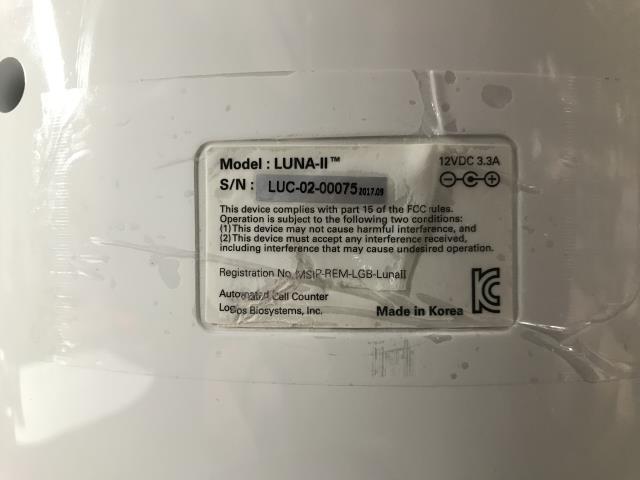 Model : LUNA-II™
12VDC 3.3A
S/N : LUC-02-00075 2017.09
This device complies with part 15 of the FCC rules.
Operation is subject to the following two conditions:
(1)This device may not cause harmful interference, and
(2)This device must accept any interference received,
including interference that may cause undesired operation.
Registration No. MSIP-REM-LGB-LunaII
Automated Cell Counter
Logos Biosystems, Inc.
Made in Korea